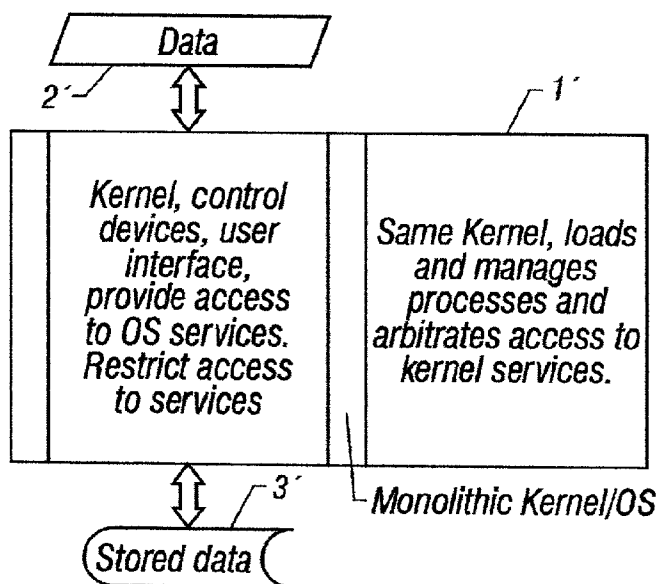 Data
2´
1´
Kernel, control
devices, user
interface,
provide access
to OS services.
Restrict access
to services
Same Kernel, loads
and manages
processes and
arbitrates access to
kernel services.
3´
Monolithic Kernel/OS
Stored data